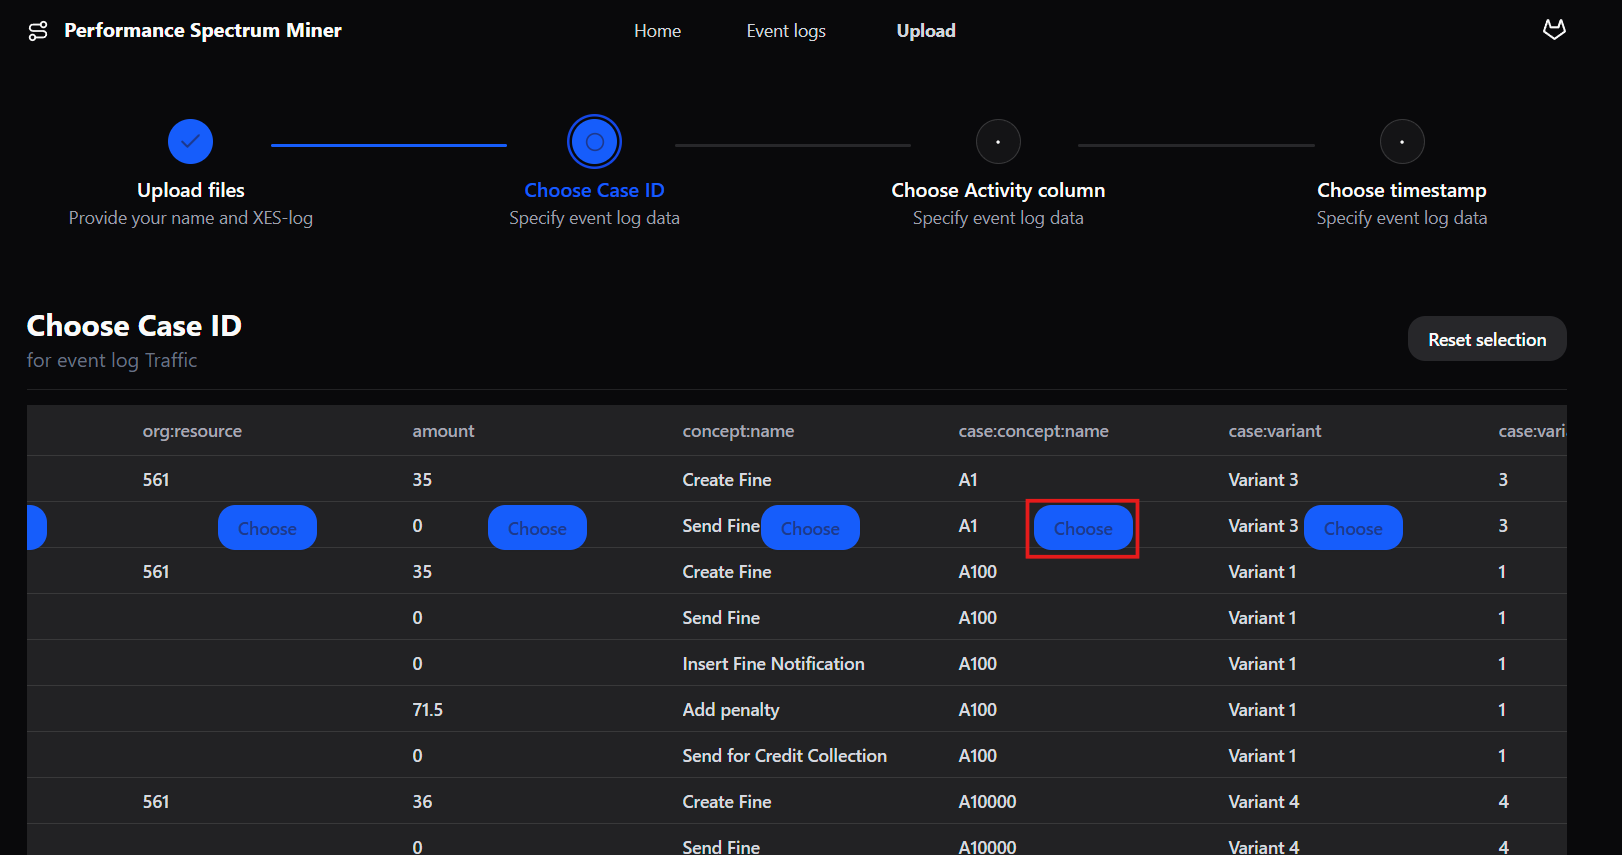 Performance Spectrum Miner Home Event logs Upload
Upload files Choose Case ID Choose Activity column Choose timestamp
Provide your name and XES-log Specify event log data Specify event log data Specify event log data
Choose Case ID
for event log Traffic
Reset selection
org:resource amount concept:name case:concept:name case:variant case:vari
561 35 Create Fine A1 Variant 3 3
Choose 0 Choose Send Fine Choose A1 Choose Variant 3 Choose 3
561 35 Create Fine A100 Variant 1 1
0 Send Fine A100 Variant 1 1
0 Insert Fine Notification A100 Variant 1 1
71.5 Add penalty A100 Variant 1 1
0 Send for Credit Collection A100 Variant 1 1
561 36 Create Fine A10000 Variant 4 4
0 Send Fine A10000 Variant 4 4